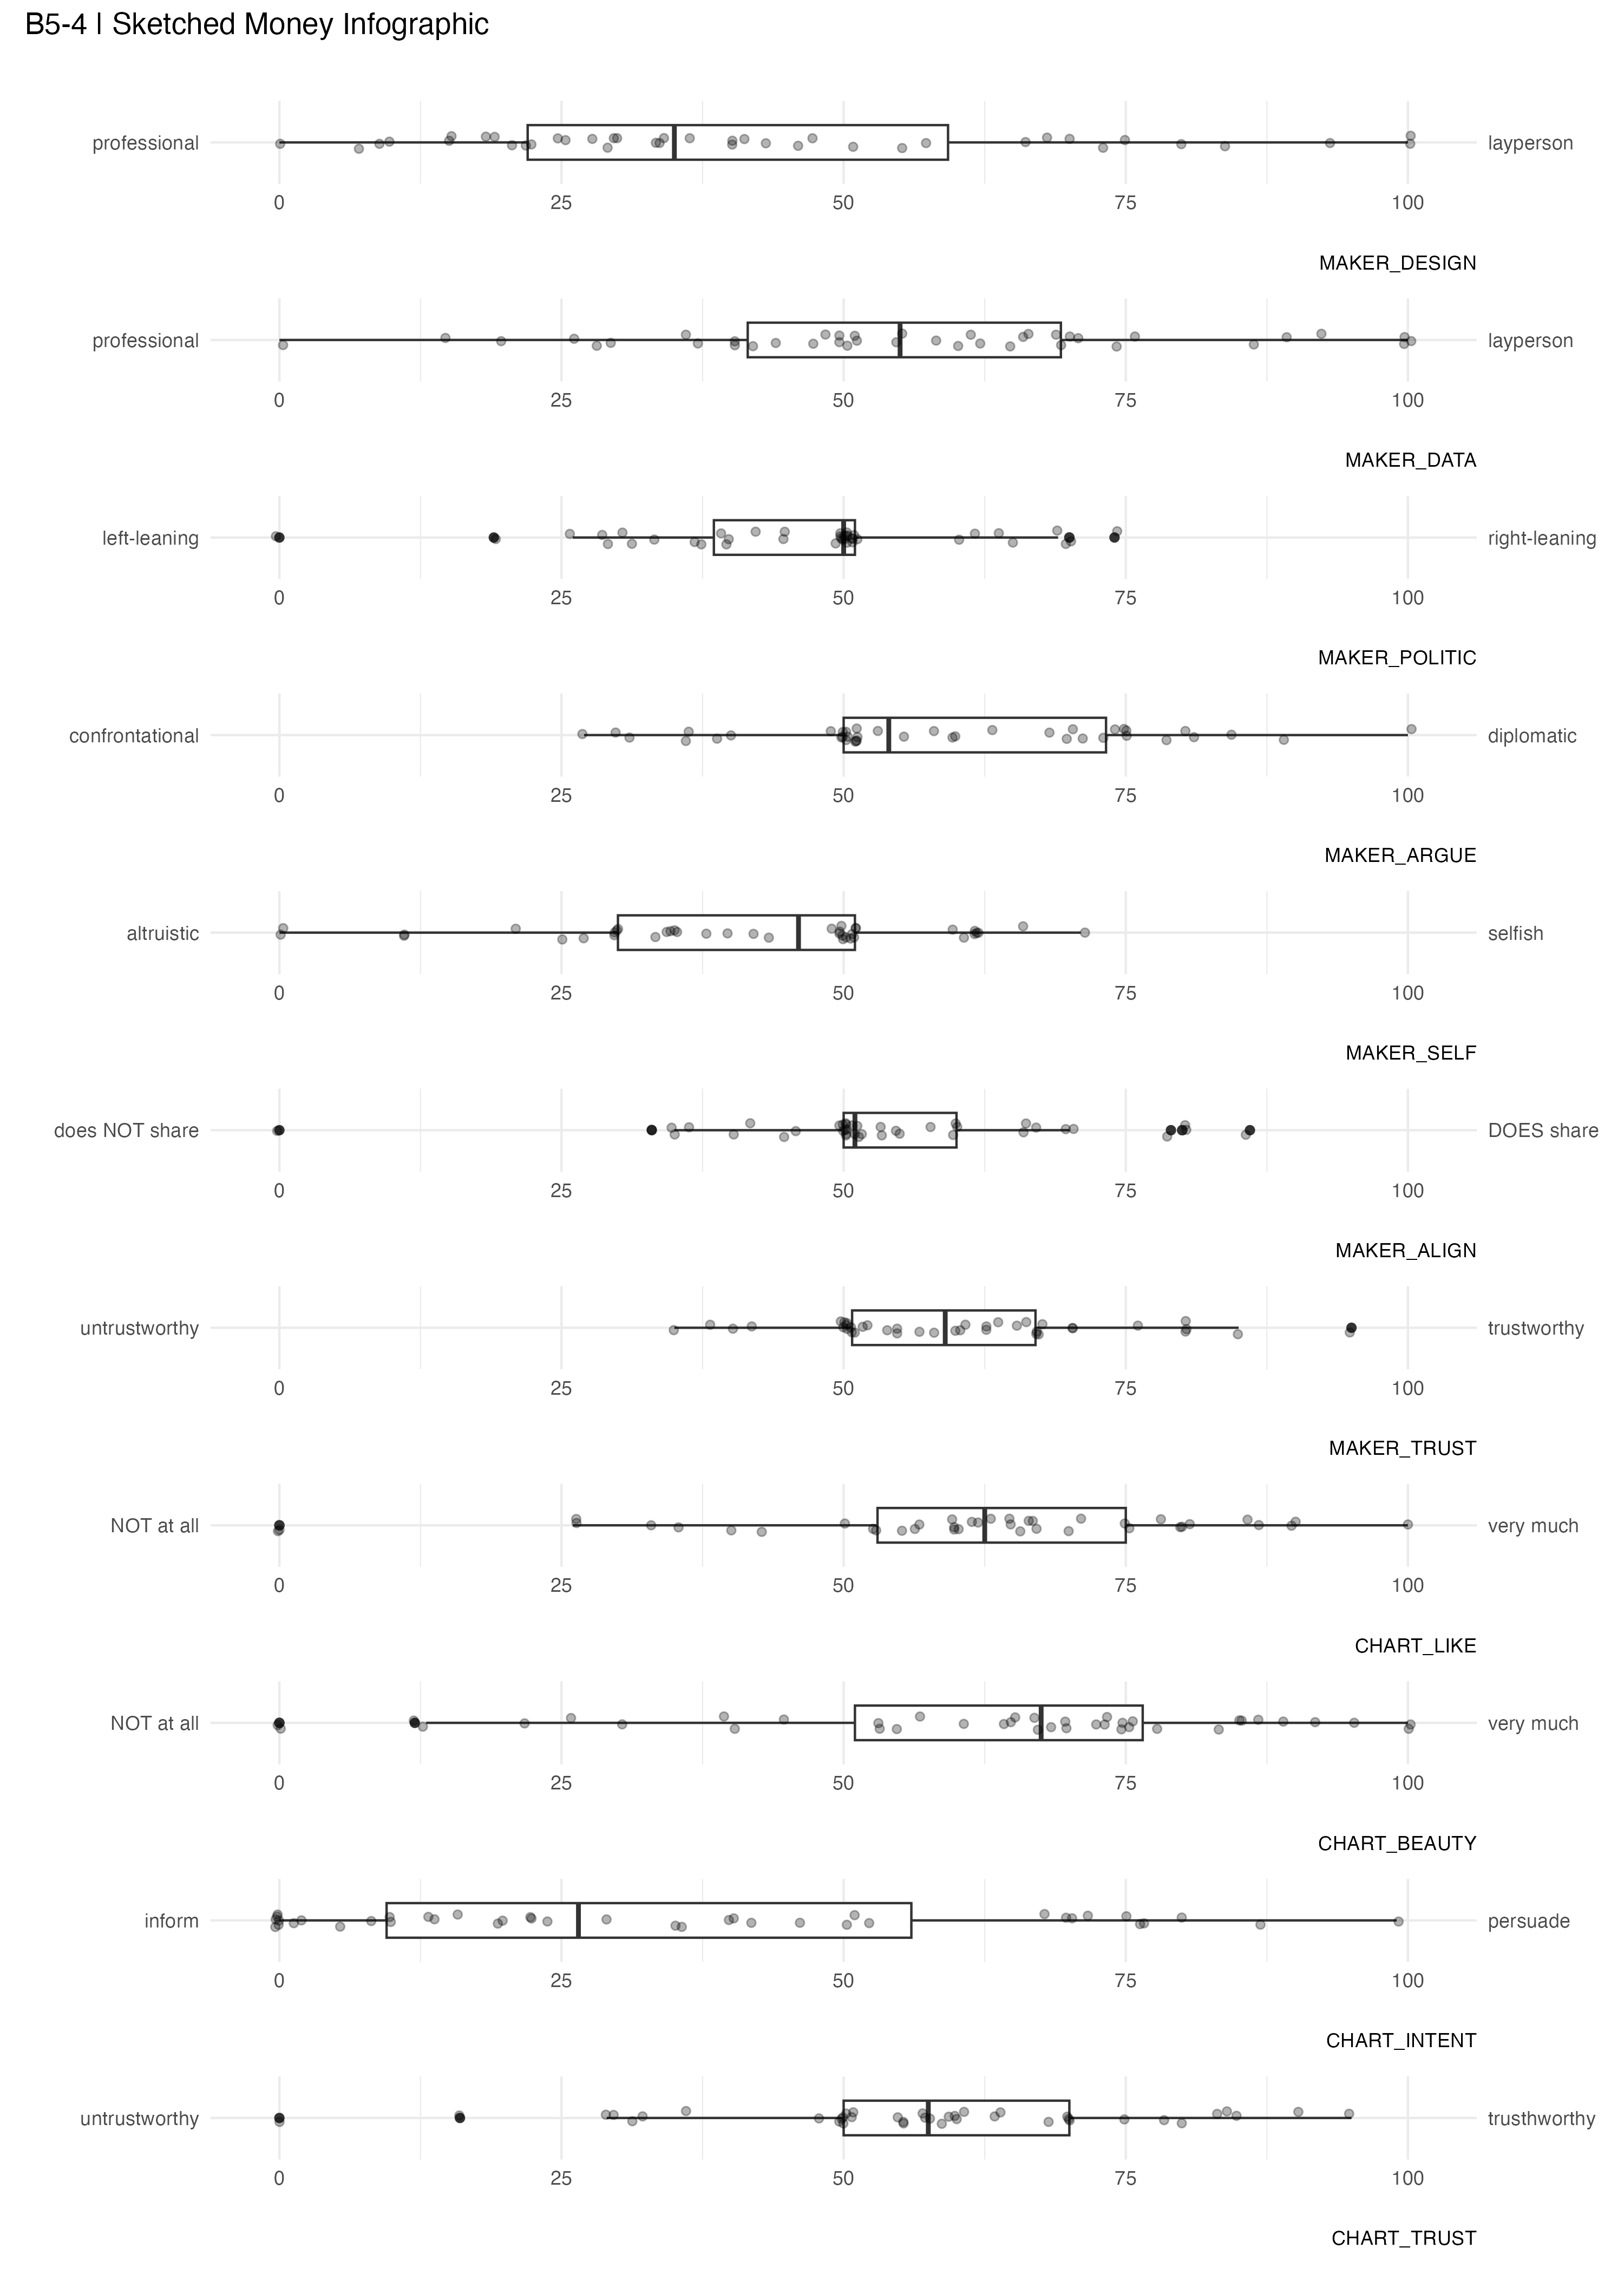 B5-4 | Sketched Money Infographic
professional layperson
0 25 50 75 100
MAKER_DESIGN
professional layperson
0 25 50 75 100
MAKER_DATA
left-leaning right-leaning
0 25 50 75 100
MAKER_POLITIC
confrontational diplomatic
0 25 50 75 100
MAKER_ARGUE
altruistic selfish
0 25 50 75 100
MAKER_SELF
does NOT share DOES share
0 25 50 75 100
MAKER_ALIGN
untrustworthy trustworthy
0 25 50 75 100
MAKER_TRUST
NOT at all very much
0 25 50 75 100
CHART_LIKE
NOT at all very much
0 25 50 75 100
CHART_BEAUTY
inform persuade
0 25 50 75 100
CHART_INTENT
untrustworthy trusthworthy
0 25 50 75 100
CHART_TRUST